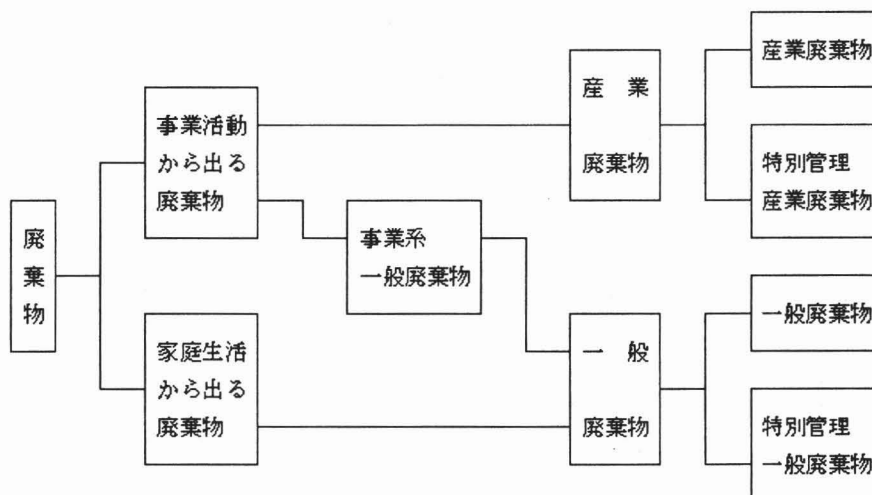 廃
棄
物
事業活動
から出る
廃棄物
家庭生活
から出る
廃棄物
事業系
一般廃棄物
産　業
廃棄物
一　般
廃棄物
産業廃棄物
特別管理
産業廃棄物
一般廃棄物
特別管理
一般廃棄物